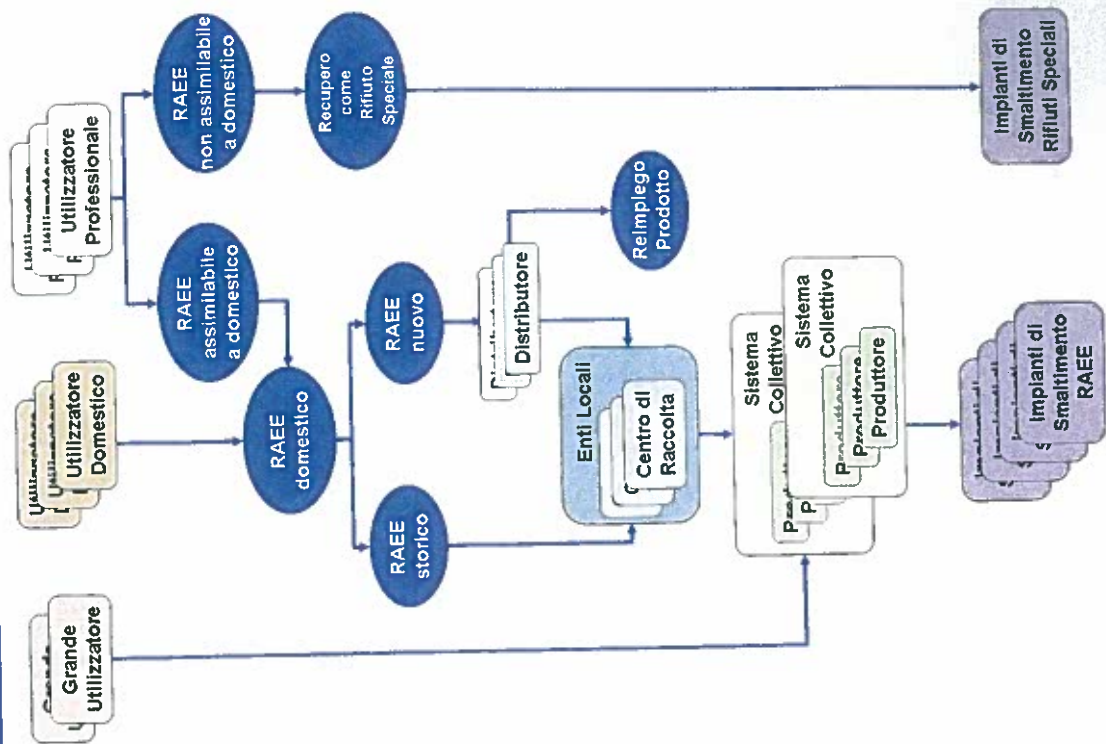 Grande
Utilizzatore
Utilizzatore
Domestico
Utilizzatore
Professionale
RAEE
assimilabile
a domestico
RAEE
non assimilabile
a domestico
RAEE
domestico
Recupero
come
Rifiuto
Speciale
RAEE
storico
RAEE
nuovo
Distributore
Reimplego
Prodotto
Enti Locali
Centro di
Raccolta
Sistema
Collettivo
Sistema
Collettivo
Produttore
Produttore
Impianti di
Smaltimento
RAEE
Impianti di
Smaltimento
Rifiuti Speciali